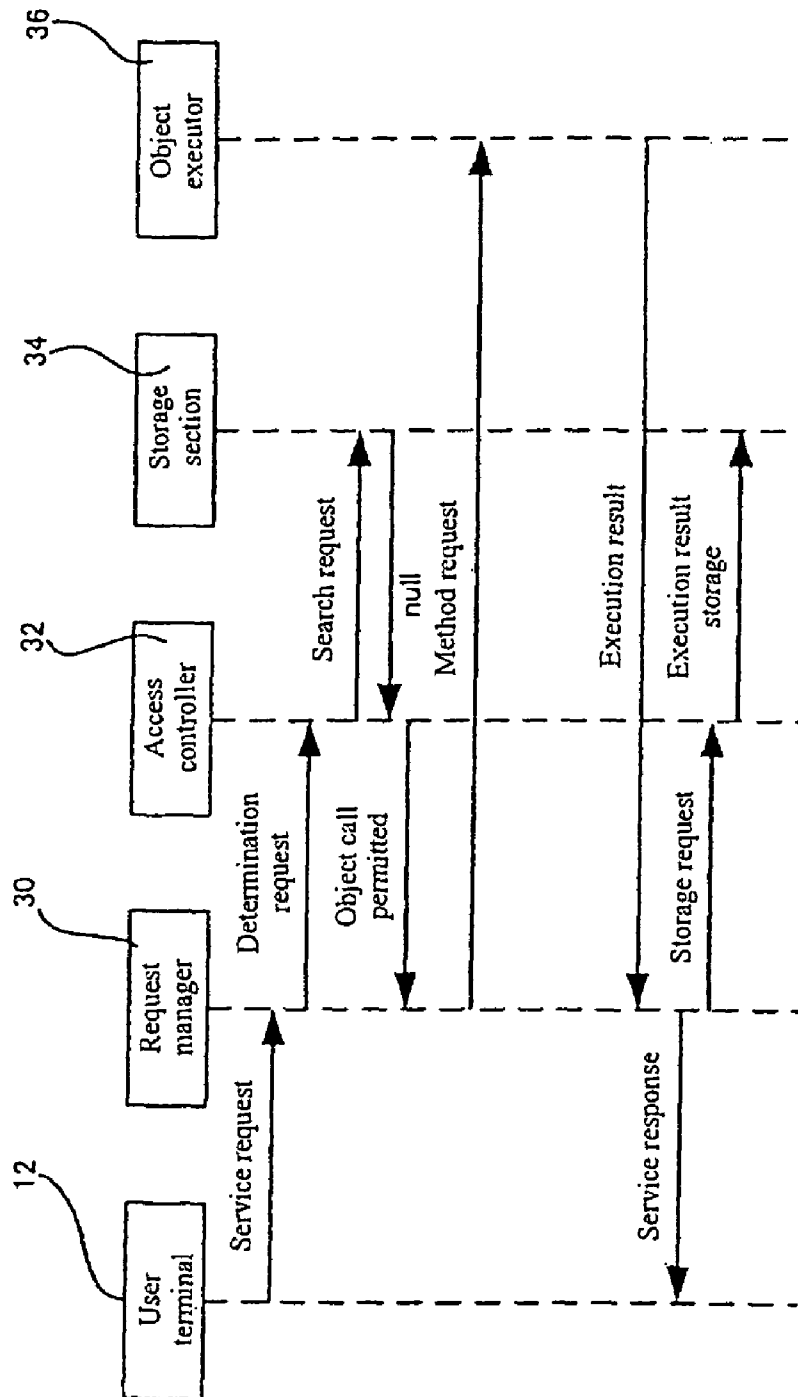 12
30
32
34
36
User
terminal
Request
manager
Access
controller
Storage
section
Object
executor
Service request
Determination
request
Search request
null
Object call
permitted
Method request
Execution result
Service response
Storage request
Execution result
storage